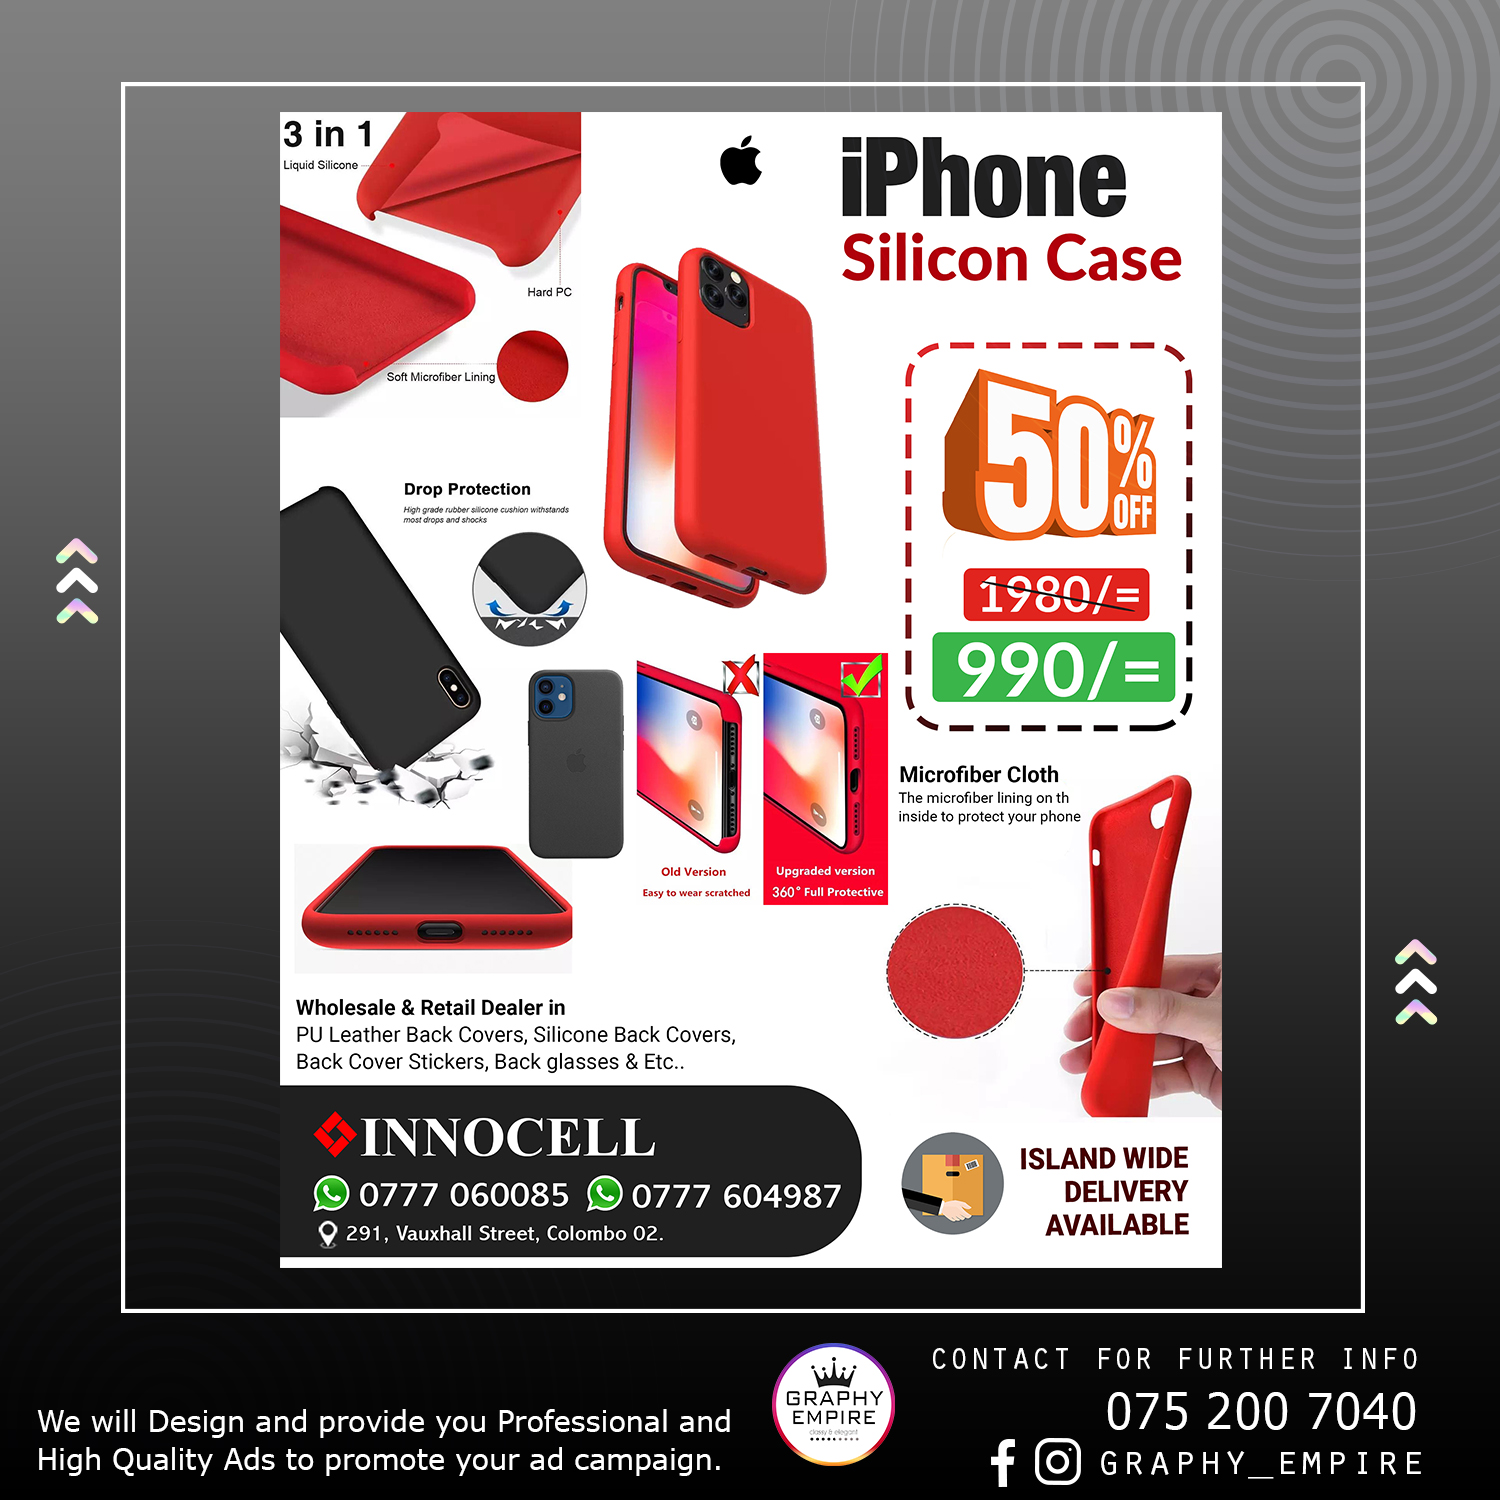 3 in 1
Liquid Silicone
Hard PC
Soft Microfiber Lining
iPhone
Silicon Case
50%
OFF
1980/=
990/=
Drop Protection
High grade rubber silicone cushion withstands
most drops and shocks
Old Version
Easy to wear scratched
Upgraded version
360° Full Protective
Microfiber Cloth
The microfiber lining on th
inside to protect your phone
Wholesale & Retail Dealer in
PU Leather Back Covers, Silicone Back Covers,
Back Cover Stickers, Back glasses & Etc..
INNOCELL
0777 060085 0777 604987
291, Vauxhall Street, Colombo 02.
ISLAND WIDE
DELIVERY
AVAILABLE
We will Design and provide you Professional and
High Quality Ads to promote your ad campaign.
GRAPHY
EMPIRE
classy & elegant
CONTACT FOR FURTHER INFO
075 200 7040
GRAPHY_EMPIRE